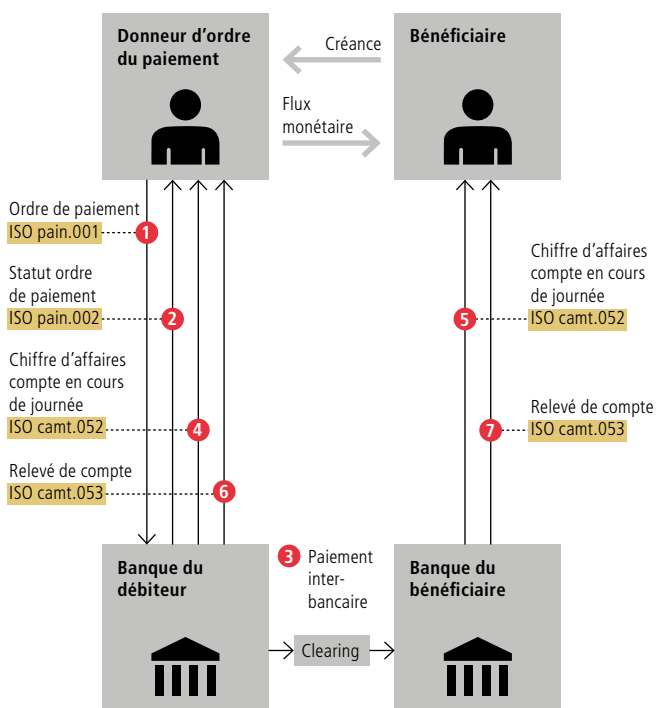 Donneur d'ordre
du paiement
Créance
Bénéficiaire
Flux
monétaire
Ordre de paiement
ISO pain.001
1
Statut ordre
de paiement
ISO pain.002
2
Chiffre d'affaires
compte en cours
de journée
ISO camt.052
4
Relevé de compte
ISO camt.053
6
Chiffre d'affaires
compte en cours
de journée
5
ISO camt.052
Relevé de compte
7
ISO camt.053
Banque du
débiteur
3 Paiement
inter-
bancaire
Clearing
Banque du
bénéficiaire